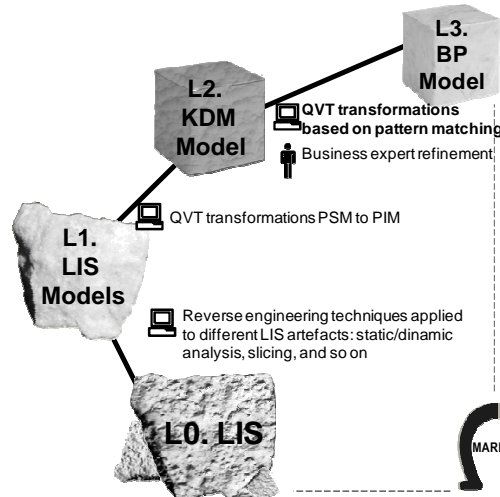 L3.
BP
Model
L2.
KDM
Model
QVT transformations
based on pattern matching
Business expert refinement
QVT transformations PSM to PIM
L1.
LIS
Models
Reverse engineering techniques applied
to different LIS artefacts: static/dinamic
analysis, slicing, and so on
L0. LIS